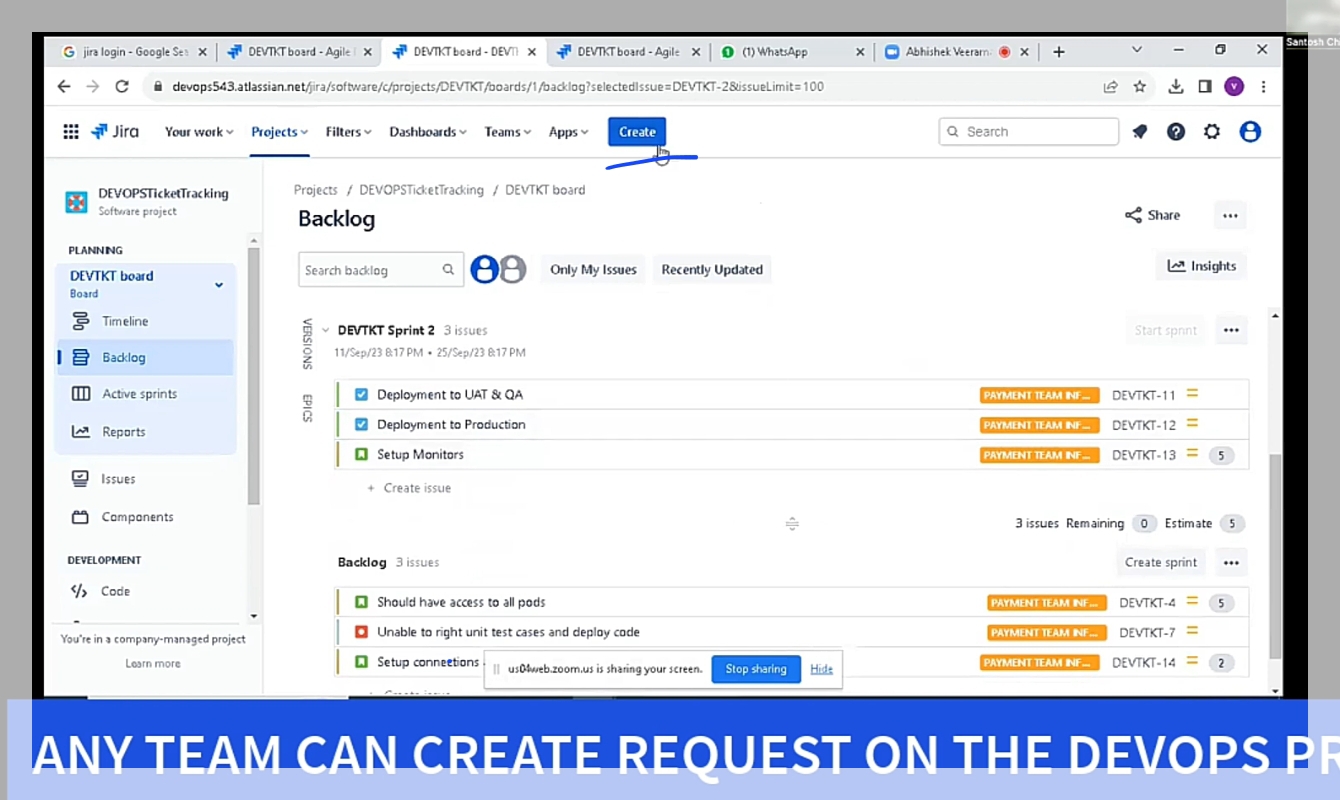 jira login - Google Se
DEVTKT board - Agile
DEVTKT board - DEVT
DEVTKT board - Agile
(1) WhatsApp
Abhishek Veeram
Santosh Ch
devops543.atlassian.net/jira/software/c/projects/DEVTKT/boards/1/backlog?selectedIssue=DEVTKT-2&issueLimit=100
V
Jira
Your work
Projects
Filters
Dashboards
Teams
Apps
Create
Search
DEVOPSTicketTracking
Software project
PLANNING
DEVTKT board
Board
Timeline
Backlog
Active sprints
Reports
Issues
Components
DEVELOPMENT
Code
You're in a company-managed project
Learn more
Projects / DEVOPSTicketTracking / DEVTKT board
Backlog
Share
Search backlog
Only My Issues
Recently Updated
Insights
VERSIONS
EPICS
DEVTKT Sprint 2 3 issues
Start sprint
11/Sep/23 8:17 PM • 25/Sep/23 8:17 PM
Deployment to UAT & QA PAYMENT TEAM INF... DEVTKT-11
Deployment to Production PAYMENT TEAM INF... DEVTKT-12
Setup Monitors PAYMENT TEAM INF... DEVTKT-13 5
+ Create issue
3 issues Remaining 0 Estimate 5
Backlog 3 issues
Create sprint
Should have access to all pods PAYMENT TEAM INF... DEVTKT-4 5
Unable to right unit test cases and deploy code PAYMENT TEAM INF... DEVTKT-7
Setup connections PAYMENT TEAM INF... DEVTKT-14 2
us04web.zoom.us is sharing your screen.
Stop sharing
Hide
ANY TEAM CAN CREATE REQUEST ON THE DEVOPS PR